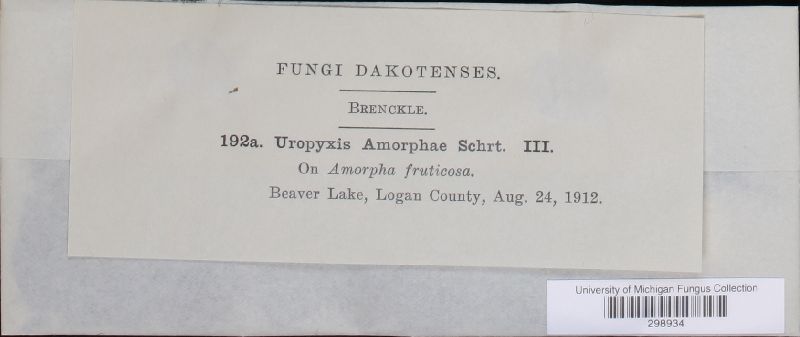 FUNGI DAKOTENSES.
BRENCKLE.
192a. Uropyxis Amorphae Schrt. III.
On Amorpha fruticosa.
Beaver Lake, Logan County, Aug. 24, 1912.
University of Michigan Fungus Collection
298934